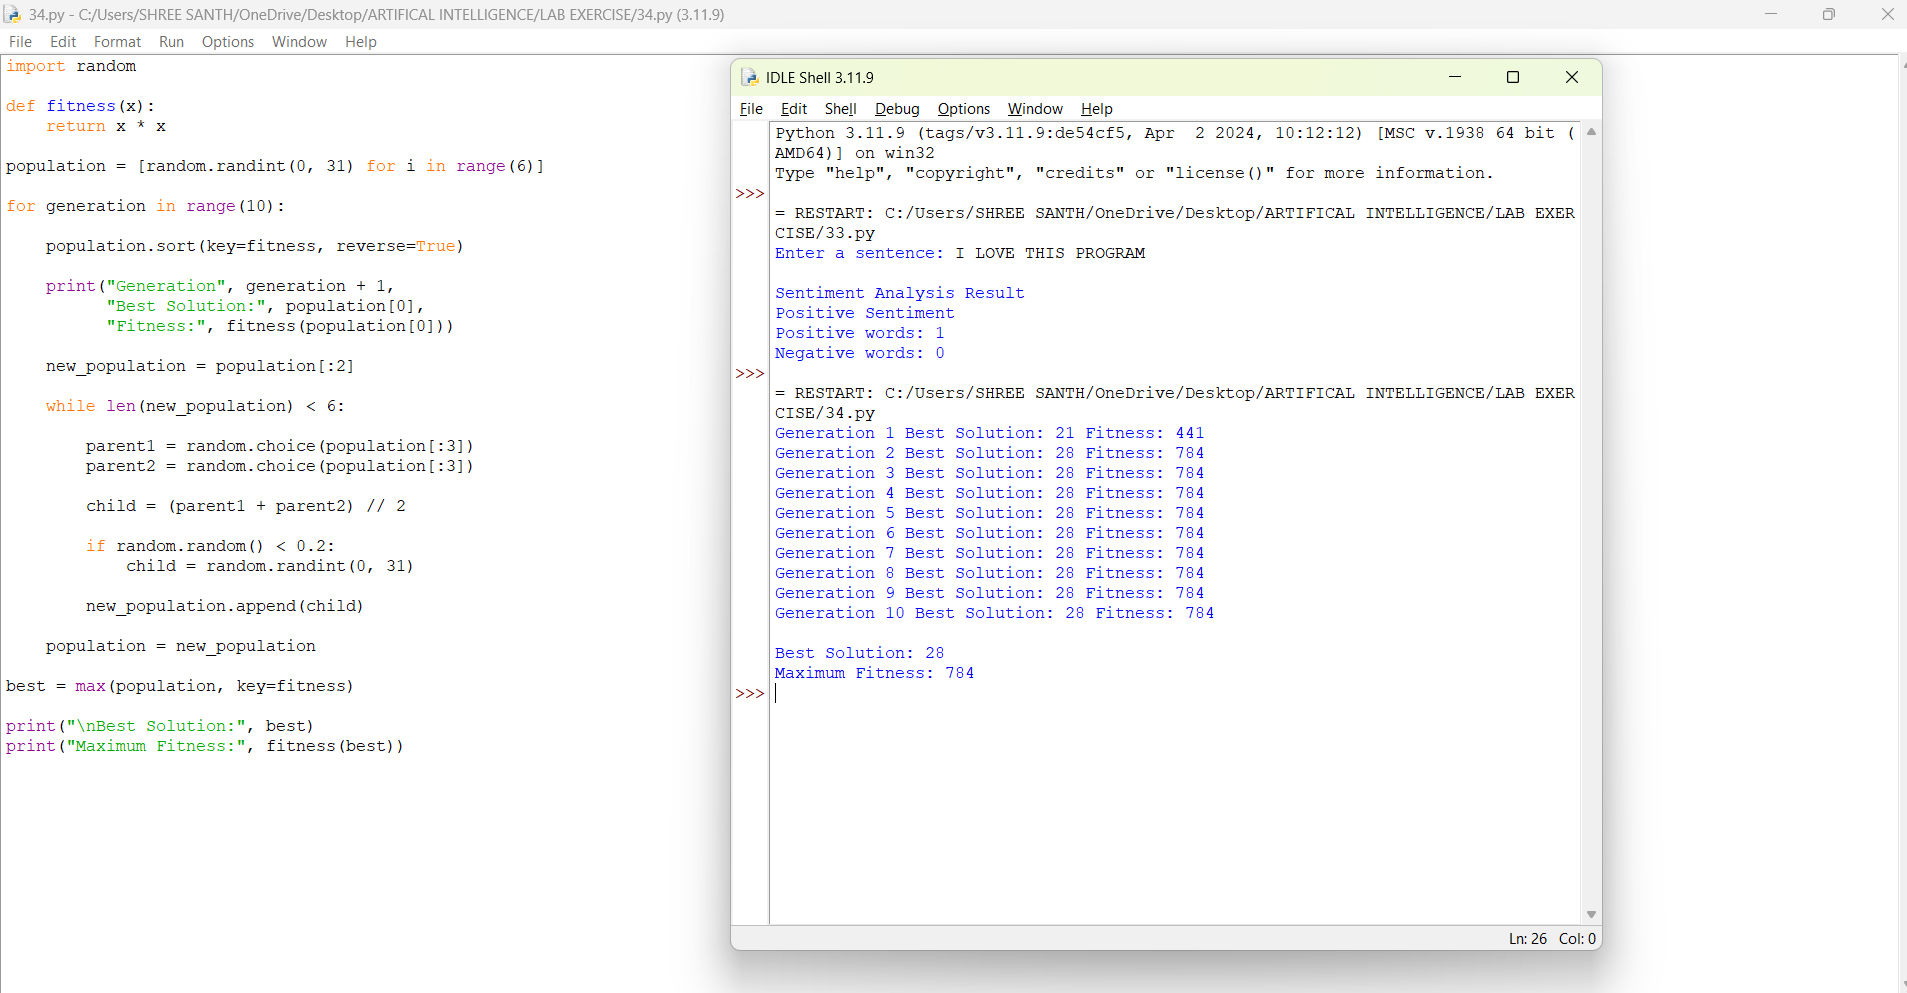 34.py - C:/Users/SHREE SANTH/OneDrive/Desktop/ARTIFICAL INTELLIGENCE/LAB EXERCISE/34.py (3.11.9)
File Edit Format Run Options Window Help
import random
def fitness(x):
    return x * x
population = [random.randint(0, 31) for i in range(6)]
for generation in range(10):
    population.sort(key=fitness, reverse=True)
    print("Generation", generation + 1,
          "Best Solution:", population[0],
          "Fitness:", fitness(population[0]))
    new_population = population[:2]
    while len(new_population) < 6:
        parent1 = random.choice(population[:3])
        parent2 = random.choice(population[:3])
        child = (parent1 + parent2) // 2
        if random.random() < 0.2:
            child = random.randint(0, 31)
        new_population.append(child)
    population = new_population
best = max(population, key=fitness)
print("\nBest Solution:", best)
print("Maximum Fitness:", fitness(best))
IDLE Shell 3.11.9
File Edit Shell Debug Options Window Help
Python 3.11.9 (tags/v3.11.9:de54cf5, Apr  2 2024, 10:12:12) [MSC v.1938 64 bit (
AMD64)] on win32
Type "help", "copyright", "credits" or "license()" for more information.
>>>
= RESTART: C:/Users/SHREE SANTH/OneDrive/Desktop/ARTIFICAL INTELLIGENCE/LAB EXER
CISE/33.py
Enter a sentence: I LOVE THIS PROGRAM
Sentiment Analysis Result
Positive Sentiment
Positive words: 1
Negative words: 0
>>>
= RESTART: C:/Users/SHREE SANTH/OneDrive/Desktop/ARTIFICAL INTELLIGENCE/LAB EXER
CISE/34.py
Generation 1 Best Solution: 21 Fitness: 441
Generation 2 Best Solution: 28 Fitness: 784
Generation 3 Best Solution: 28 Fitness: 784
Generation 4 Best Solution: 28 Fitness: 784
Generation 5 Best Solution: 28 Fitness: 784
Generation 6 Best Solution: 28 Fitness: 784
Generation 7 Best Solution: 28 Fitness: 784
Generation 8 Best Solution: 28 Fitness: 784
Generation 9 Best Solution: 28 Fitness: 784
Generation 10 Best Solution: 28 Fitness: 784
Best Solution: 28
Maximum Fitness: 784
>>>
Ln: 26 Col: 0